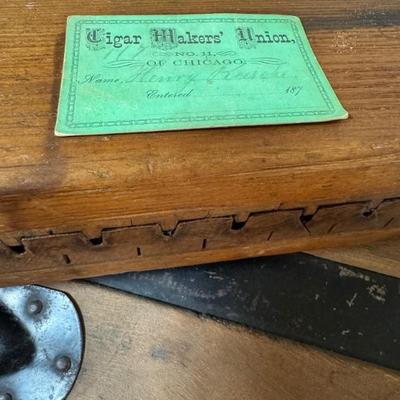 Cigar Makers' Union,
NO. 11,
OF CHICAGO.
Name, Henry
Entered 187